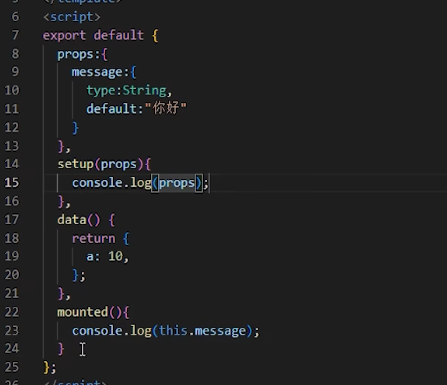 5 </template>
6 <script>
7 export default {
8 props:{
9 message:{
10 type:String,
11 default:"你好"
12 }
13 },
14 setup(props){
15 console.log(props);
16 },
17 data() {
18 return {
19 a: 10,
20 };
21 },
22 mounted(){
23 console.log(this.message);
24 }
25 };
26 </script>